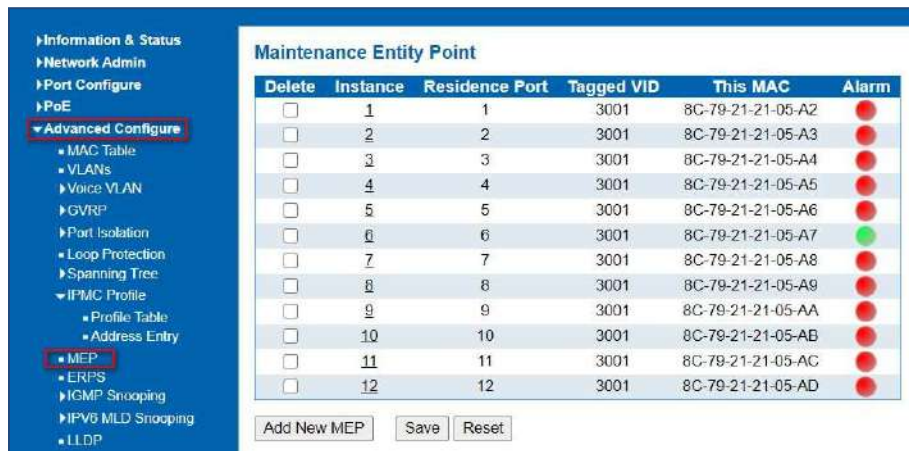 Information & Status
Network Admin
Port Configure
PoE
Advanced Configure
MAC Table
VLANs
Voice VLAN
GVRP
Port Isolation
Loop Protection
Spanning Tree
IPMC Profile
Profile Table
Address Entry
MEP
ERPS
IGMP Snooping
IPV6 MLD Snooping
LLDP
Maintenance Entity Point
Delete Instance Residence Port Tagged VID This MAC Alarm
1 1 3001 8C-79-21-21-05-A2
2 2 3001 8C-79-21-21-05-A3
3 3 3001 8C-79-21-21-05-A4
4 4 3001 8C-79-21-21-05-A5
5 5 3001 8C-79-21-21-05-A6
6 6 3001 8C-79-21-21-05-A7
7 7 3001 8C-79-21-21-05-A8
8 8 3001 8C-79-21-21-05-A9
9 9 3001 8C-79-21-21-05-AA
10 10 3001 8C-79-21-21-05-AB
11 11 3001 8C-79-21-21-05-AC
12 12 3001 8C-79-21-21-05-AD
Add New MEP Save Reset